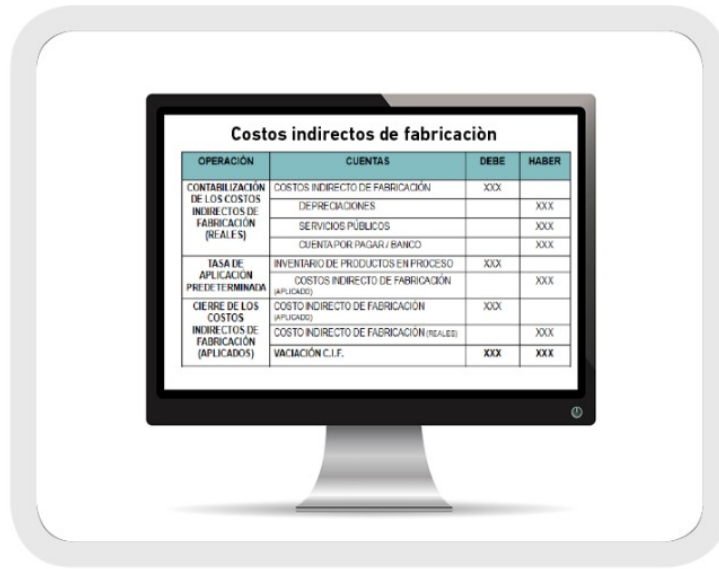 Costos indirectos de fabricaciòn
OPERACIÓN CUENTAS DEBE HABER
CONTABILIZACIÓN DE LOS COSTOS INDIRECTOS DE FABRICACIÓN (REALES)
COSTOS INDIRECTO DE FABRICACIÓN XXX
DEPRECIACIONES XXX
SERVICIOS PÚBLICOS XXX
CUENTA POR PAGAR / BANCO XXX
TASA DE APLICACIÓN PREDETERMINADA
INVENTARIO DE PRODUCTOS EN PROCESO XXX
COSTOS INDIRECTO DE FABRICACIÓN (APLICADO) XXX
CIERRE DE LOS COSTOS INDIRECTOS DE FABRICACIÓN (APLICADOS)
COSTO INDIRECTO DE FABRICACIÓN (APLICADO) XXX
COSTO INDIRECTO DE FABRICACIÓN (REALES) XXX
VACIACIÓN C.I.F. XXX XXX